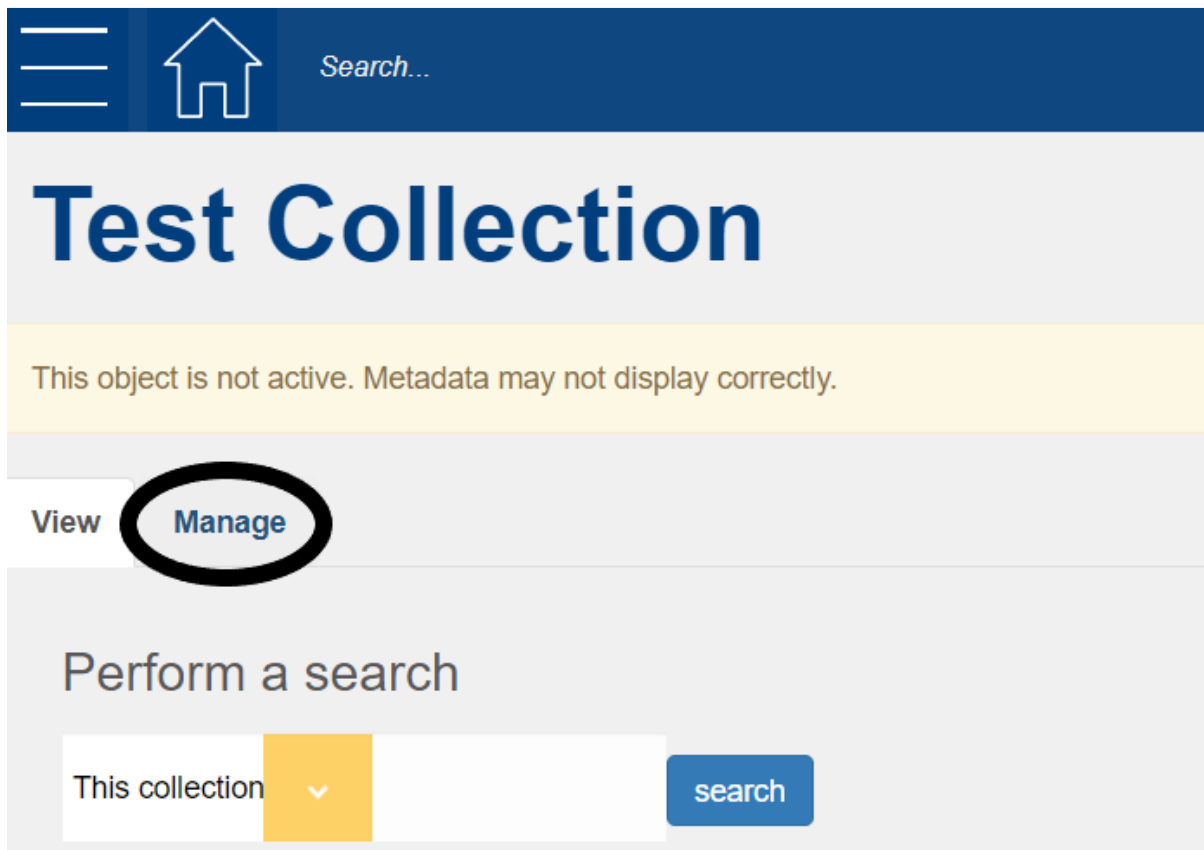 Search...
Test Collection
This object is not active. Metadata may not display correctly.
View Manage
Perform a search
This collection search